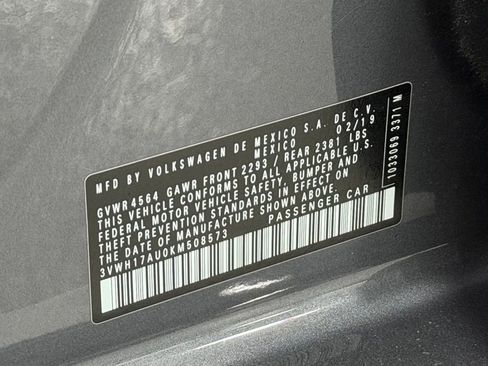 MFD BY VOLKSWAGEN DE MEXICO S.A. DE C.V.
MEXICO 02/19
GVWR 4564 GAWR FRONT 2293 / REAR 2381 LBS
THIS VEHICLE CONFORMS TO ALL APPLICABLE U.S.
FEDERAL MOTOR VEHICLE SAFETY, BUMPER AND
THEFT PREVENTION STANDARDS IN EFFECT ON
THE DATE OF MANUFACTURE SHOWN ABOVE.
3VWH17AU0KM508573 PASSENGER CAR
1033069 3371 M